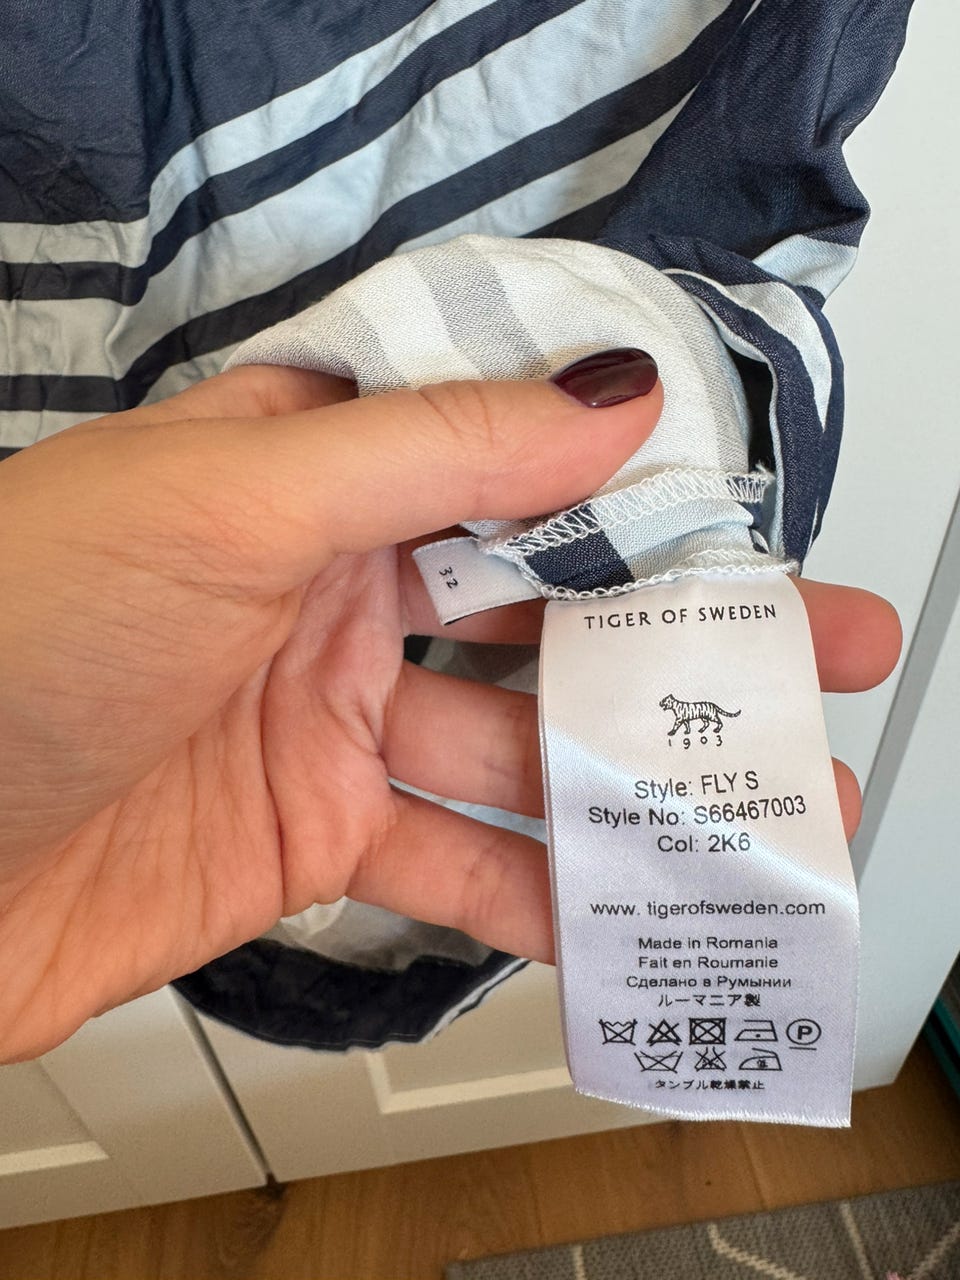 32
TIGER OF SWEDEN
1903
Style: FLY S
Style No: S66467003
Col: 2K6
www. tigerofsweden.com
Made in Romania
Fait en Roumanie
Сделано в Румынии
ルーマニア製
P
タンブル乾燥禁止